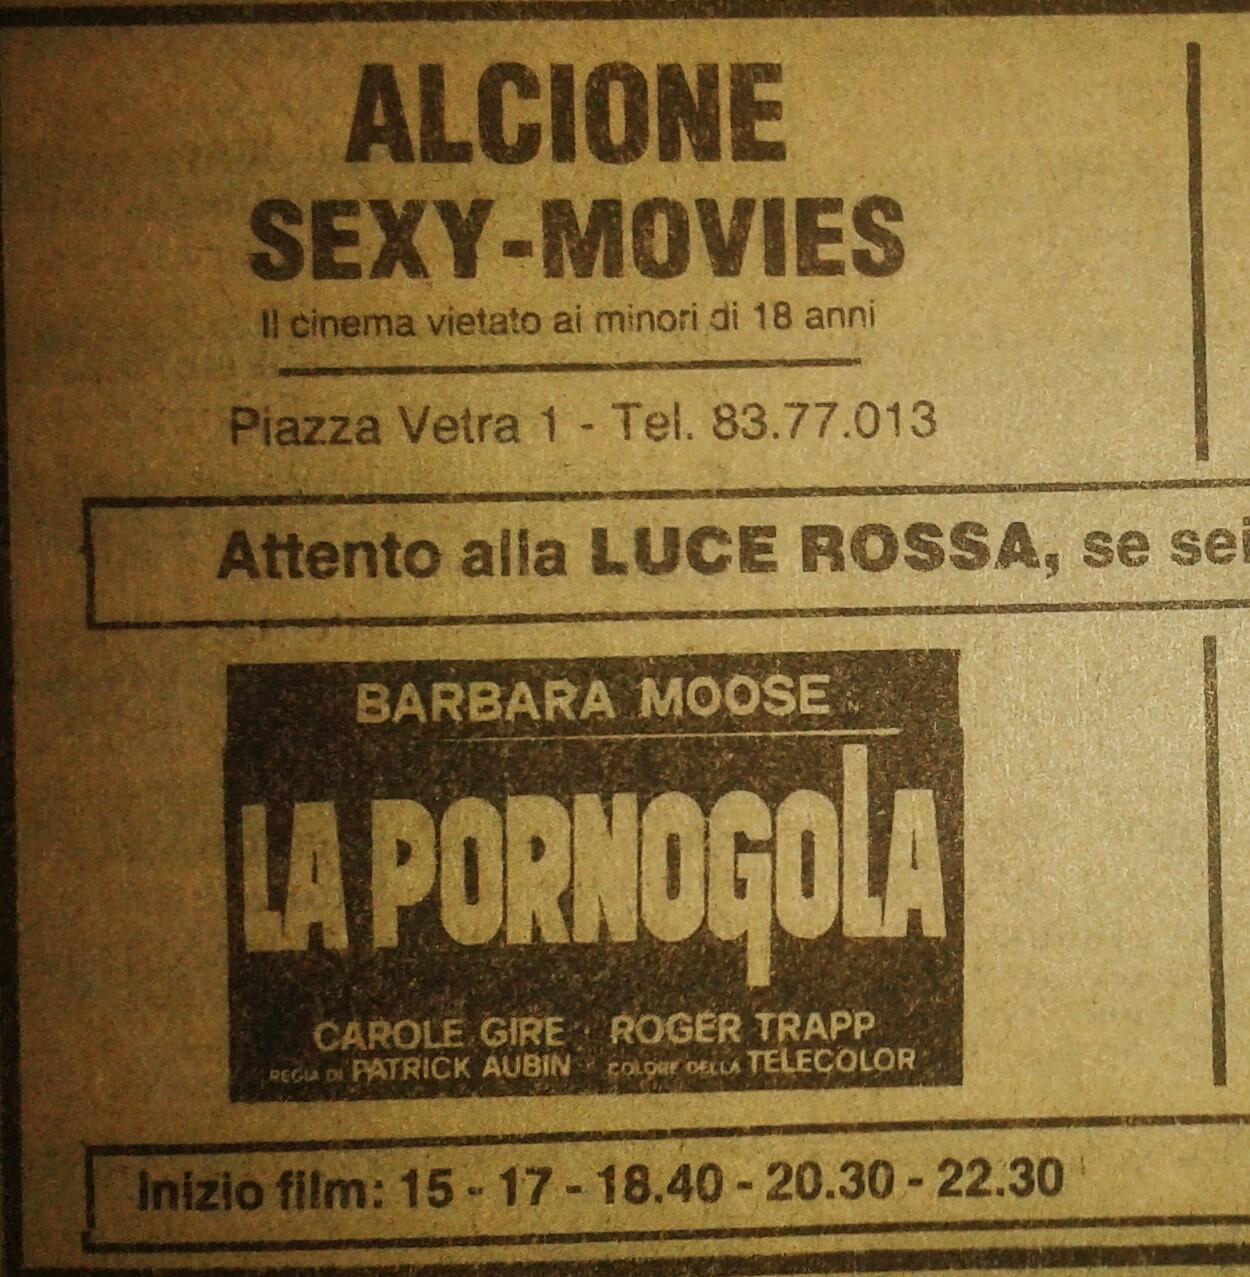 ALCIONE
SEXY-MOVIES
Il cinema vietato ai minori di 18 anni
Piazza Vetra 1 - Tel. 83.77.013
Attento alla LUCE ROSSA, se sei
BARBARA MOOSE
LA PORNOGOLA
CAROLE GIRE · ROGER TRAPP
REGIA DI PATRICK AUBIN · COLORE DELLA TELECOLOR
Inizio film: 15 - 17 - 18.40 - 20.30 - 22.30